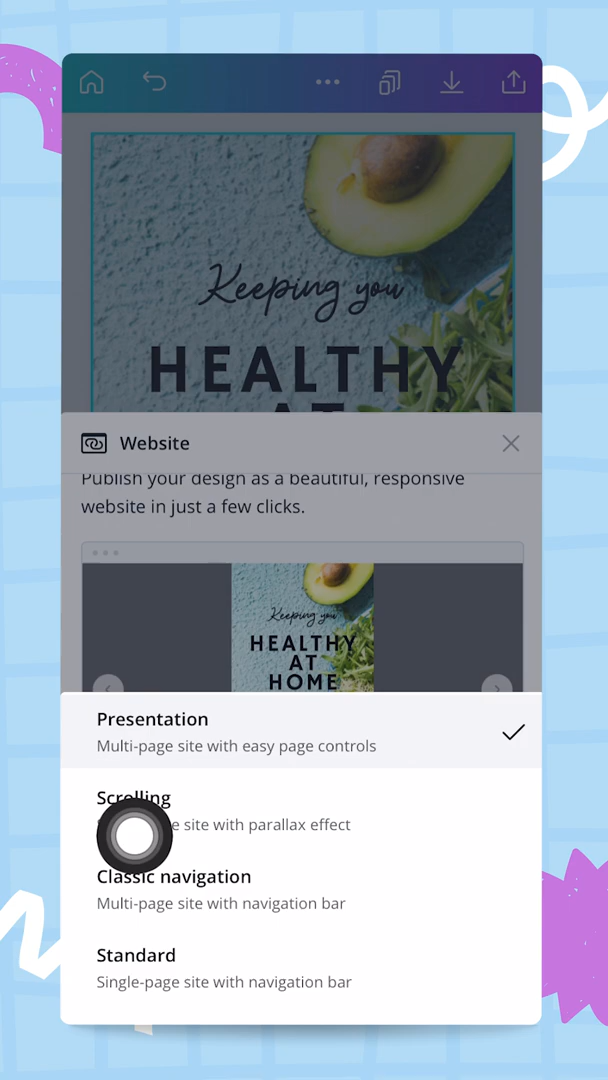 Keeping you
HEALTHY
AT
Website
Publish your design as a beautiful, responsive
website in just a few clicks.
Keeping you
HEALTHY
AT
HOME
Presentation
Multi-page site with easy page controls
Scrolling
e site with parallax effect
Classic navigation
Multi-page site with navigation bar
Standard
Single-page site with navigation bar